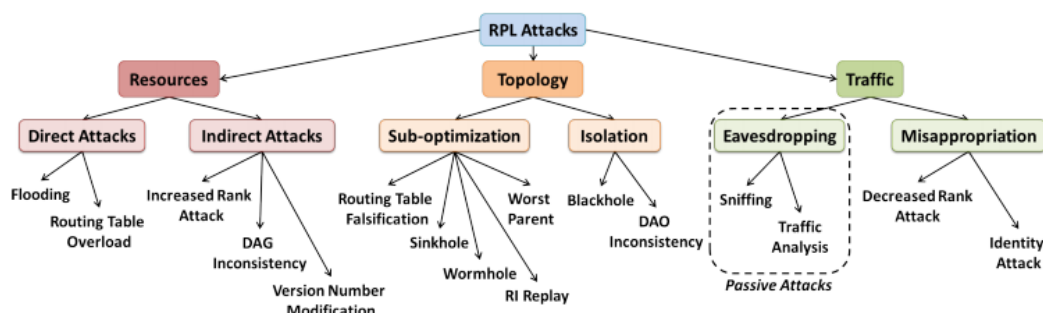 RPL Attacks
Resources
Topology
Traffic
Direct Attacks
Indirect Attacks
Sub-optimization
Isolation
Eavesdropping
Misappropriation
Flooding
Routing Table
Overload
Increased Rank
Attack
DAG
Inconsistency
Version Number
Modification
Routing Table
Falsification
Sinkhole
Wormhole
RI Replay
Worst
Parent
Blackhole
DAO
Inconsistency
Sniffing
Traffic
Analysis
Passive Attacks
Decreased Rank
Attack
Identity
Attack